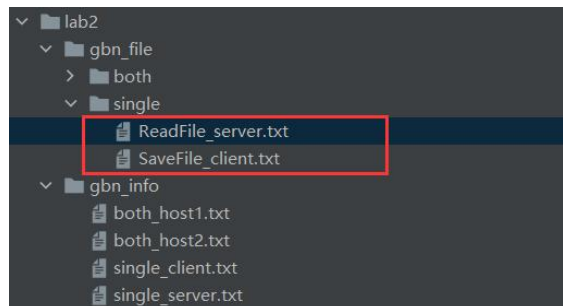 lab2
gbn_file
both
single
ReadFile_server.txt
SaveFile_client.txt
gbn_info
both_host1.txt
both_host2.txt
single_client.txt
single_server.txt